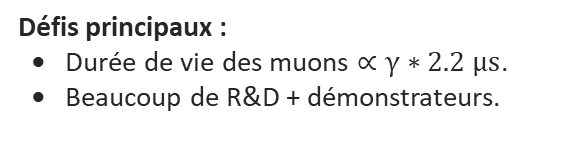 Défis principaux :
• Durée de vie des muons ∝ γ ∗ 2.2 μs.
• Beaucoup de R&D + démonstrateurs.